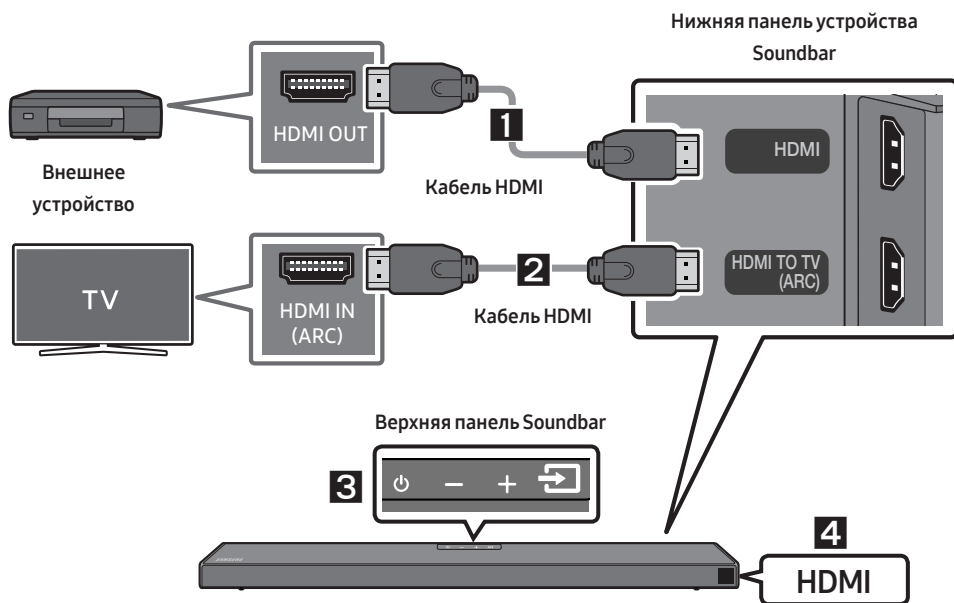 Нижняя панель устройства
Soundbar
HDMI OUT
1
HDMI
Кабель HDMI
Внешнее
устройство
TV
HDMI IN
(ARC)
2
Кабель HDMI
HDMI TO TV
(ARC)
Верхняя панель Soundbar
3
− +
SAMSUNG
4
HDMI